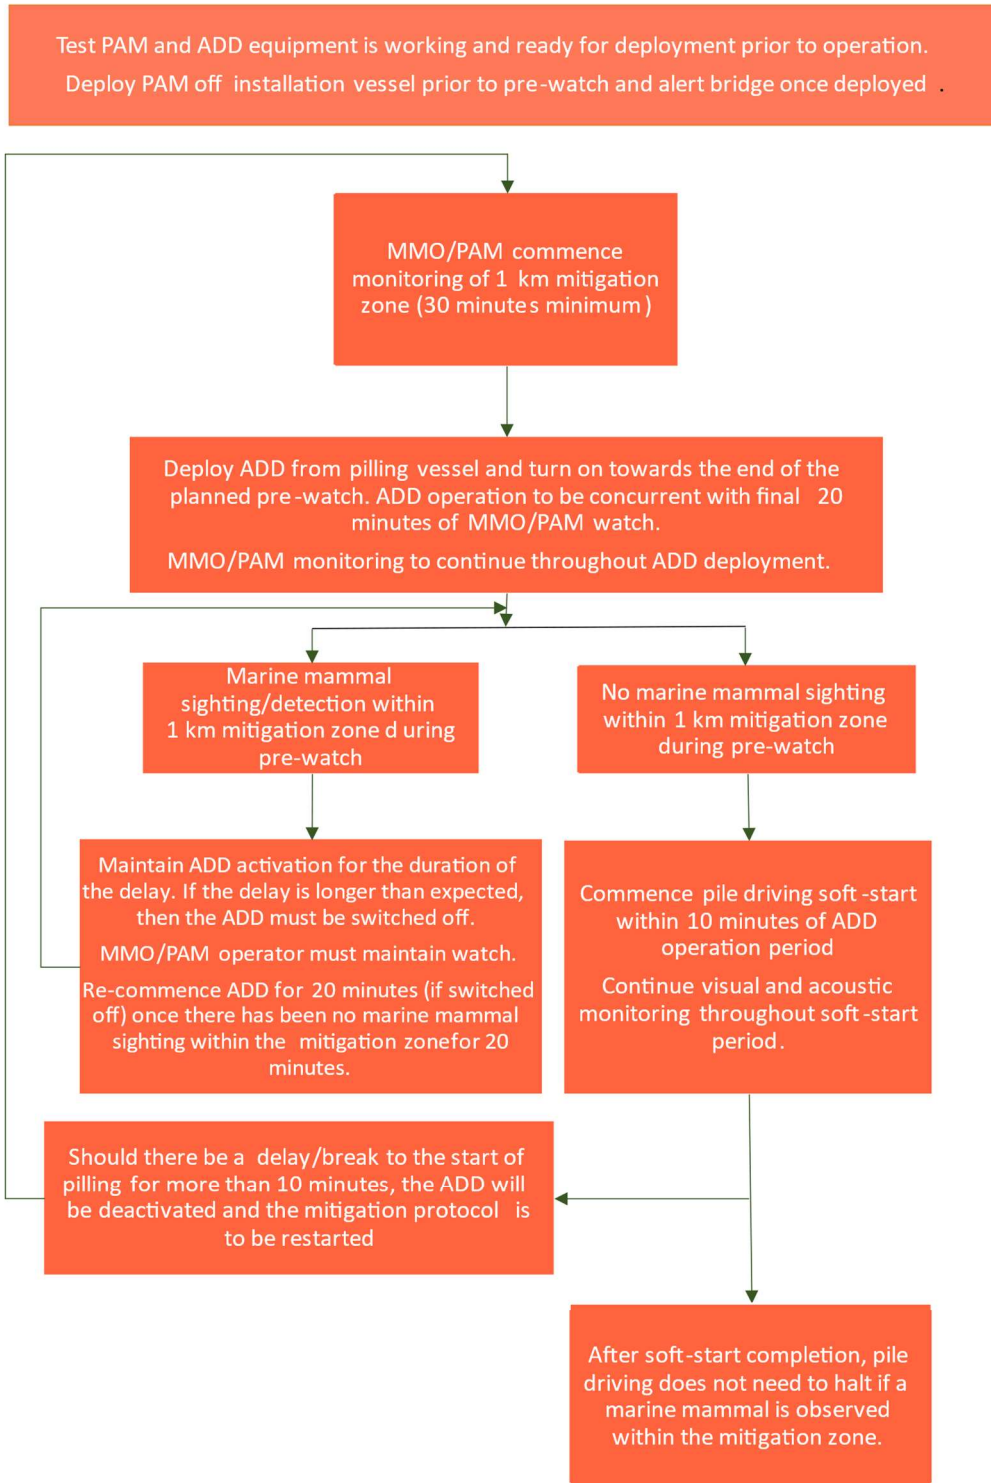 Test PAM and ADD equipment is working and ready for deployment prior to operation.
Deploy PAM off installation vessel prior to pre-watch and alert bridge once deployed .
MMO/PAM commence
monitoring of 1 km mitigation
zone (30 minutes minimum)
Deploy ADD from pilling vessel and turn on towards the end of the
planned pre-watch. ADD operation to be concurrent with final 20
minutes of MMO/PAM watch.
MMO/PAM monitoring to continue throughout ADD deployment.
Marine mammal
sighting/detection within
1 km mitigation zone d uring
pre-watch
No marine mammal sighting
within 1 km mitigation zone
during pre-watch
Maintain ADD activation for the duration of
the delay. If the delay is longer than expected,
then the ADD must be switched off.
MMO/PAM operator must maintain watch.
Re-commence ADD for 20 minutes (if switched
off) once there has been no marine mammal
sighting within the mitigation zonefor 20
minutes.
Commence pile driving soft-start
within 10 minutes of ADD
operation period
Continue visual and acoustic
monitoring throughout soft-start
period.
Should there be a delay/break to the start of
pilling for more than 10 minutes, the ADD will
be deactivated and the mitigation protocol is
to be restarted
After soft-start completion, pile
driving does not need to halt if a
marine mammal is observed
within the mitigation zone.